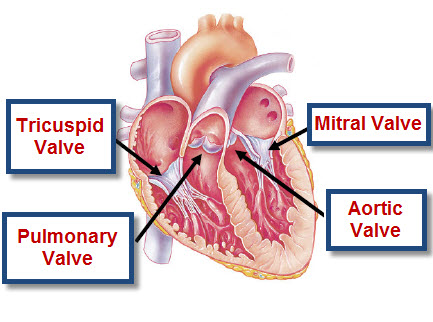 Tricuspid
Valve
Mitral Valve
Pulmonary
Valve
Aortic
Valve